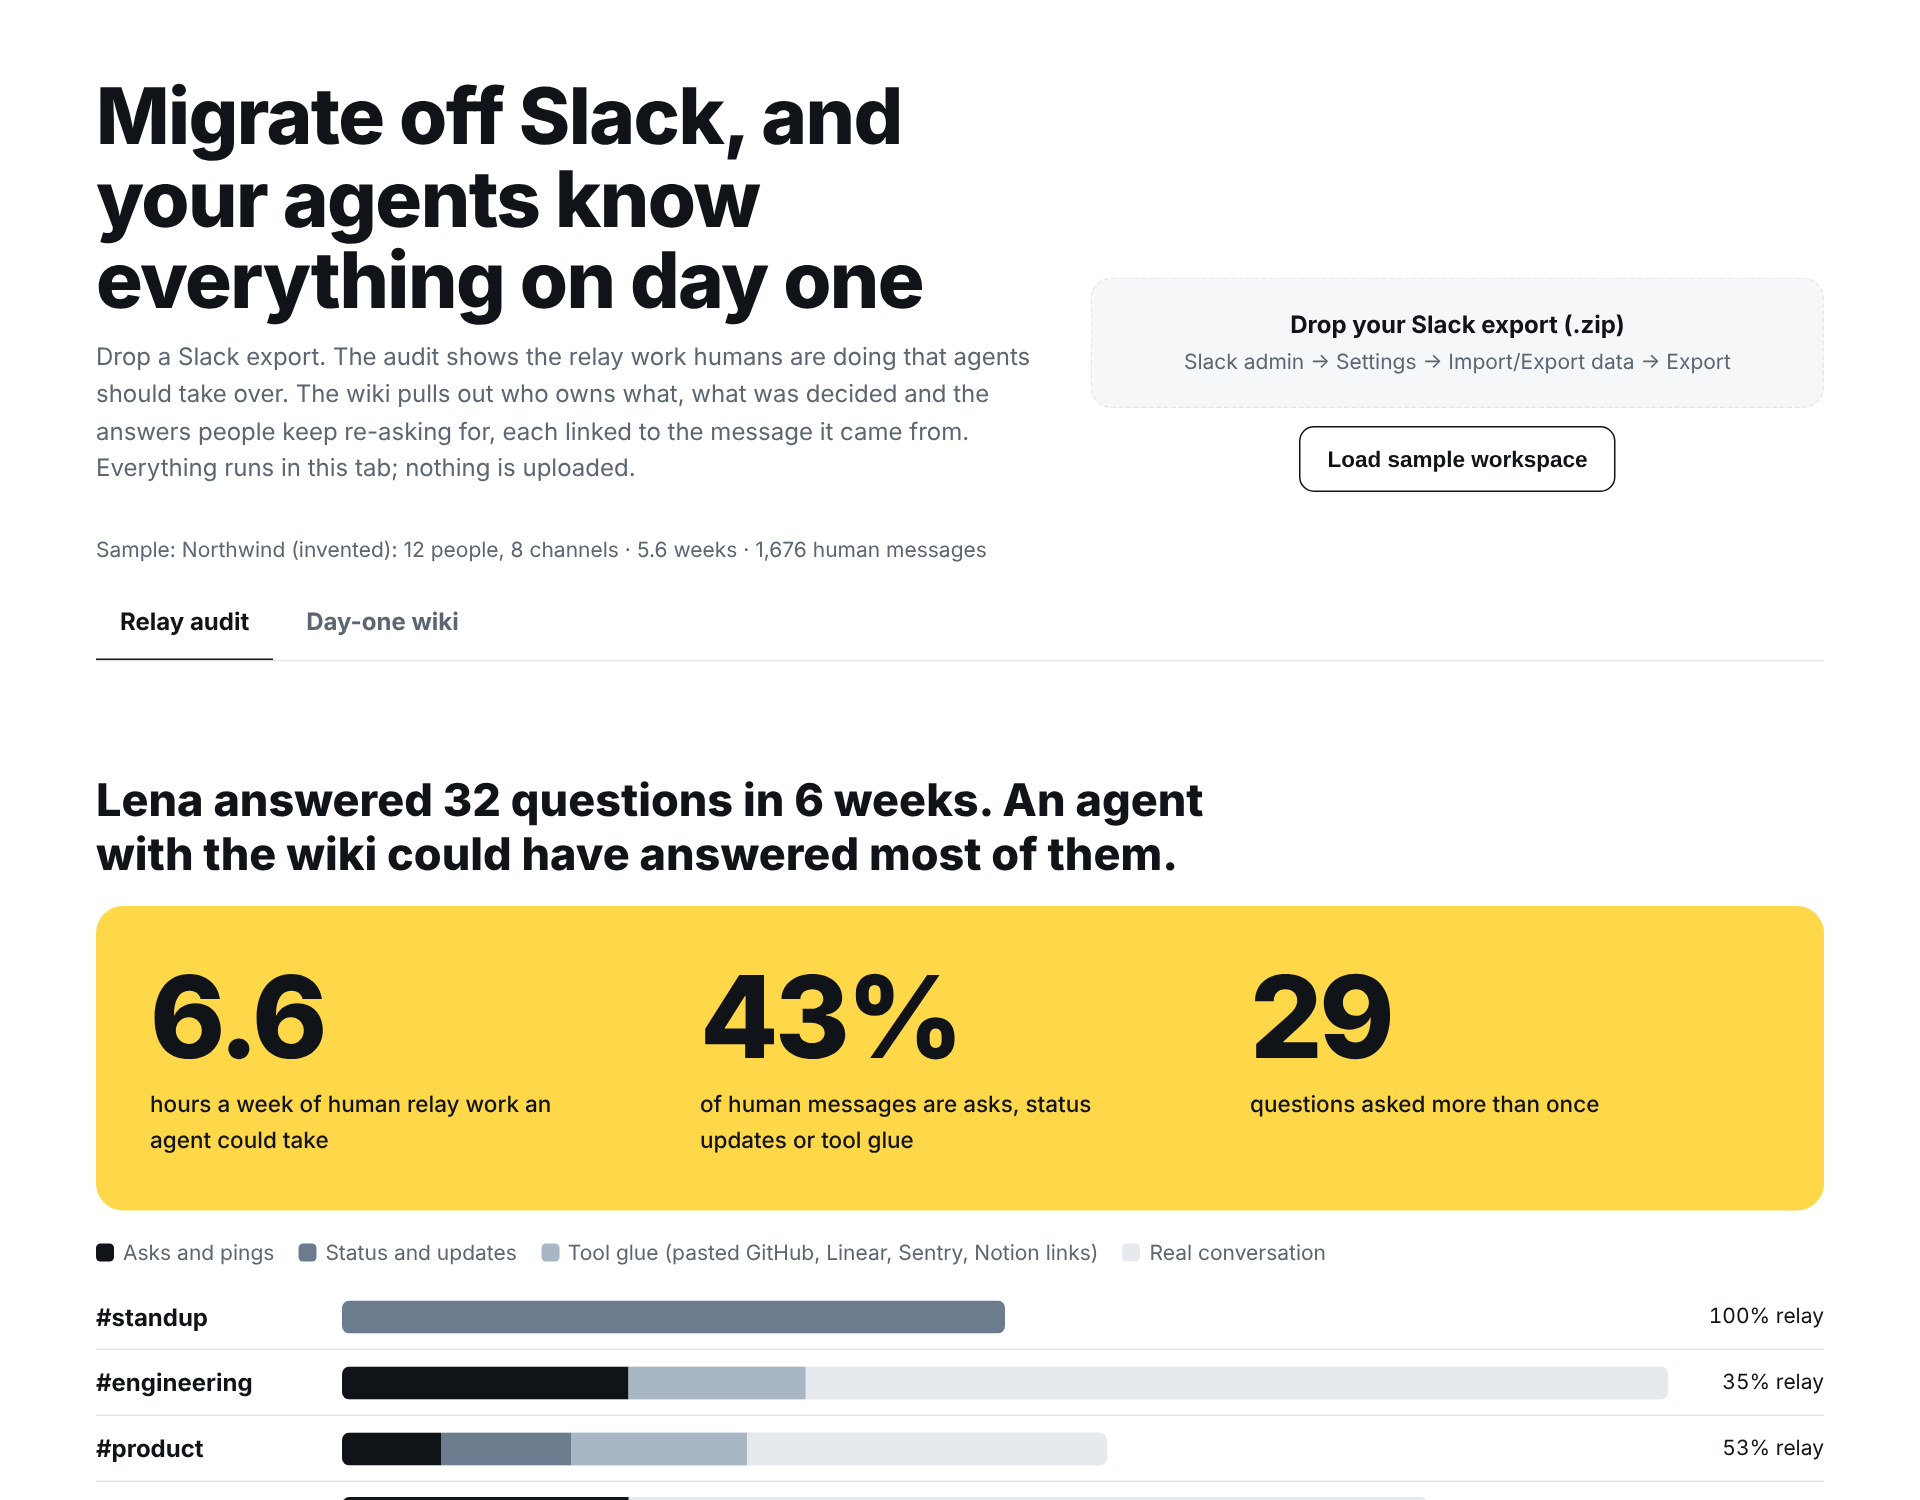 Migrate off Slack, and
your agents know
everything on day one
Drop a Slack export. The audit shows the relay work humans are doing that agents
should take over. The wiki pulls out who owns what, what was decided and the
answers people keep re-asking for, each linked to the message it came from.
Everything runs in this tab; nothing is uploaded.
Drop your Slack export (.zip)
Slack admin → Settings → Import/Export data → Export
Load sample workspace
Sample: Northwind (invented): 12 people, 8 channels · 5.6 weeks · 1,676 human messages
Relay audit
Day-one wiki
Lena answered 32 questions in 6 weeks. An agent
with the wiki could have answered most of them.
6.6
hours a week of human relay work an
agent could take
43%
of human messages are asks, status
updates or tool glue
29
questions asked more than once
Asks and pings
Status and updates
Tool glue (pasted GitHub, Linear, Sentry, Notion links)
Real conversation
#standup
100% relay
#engineering
35% relay
#product
53% relay